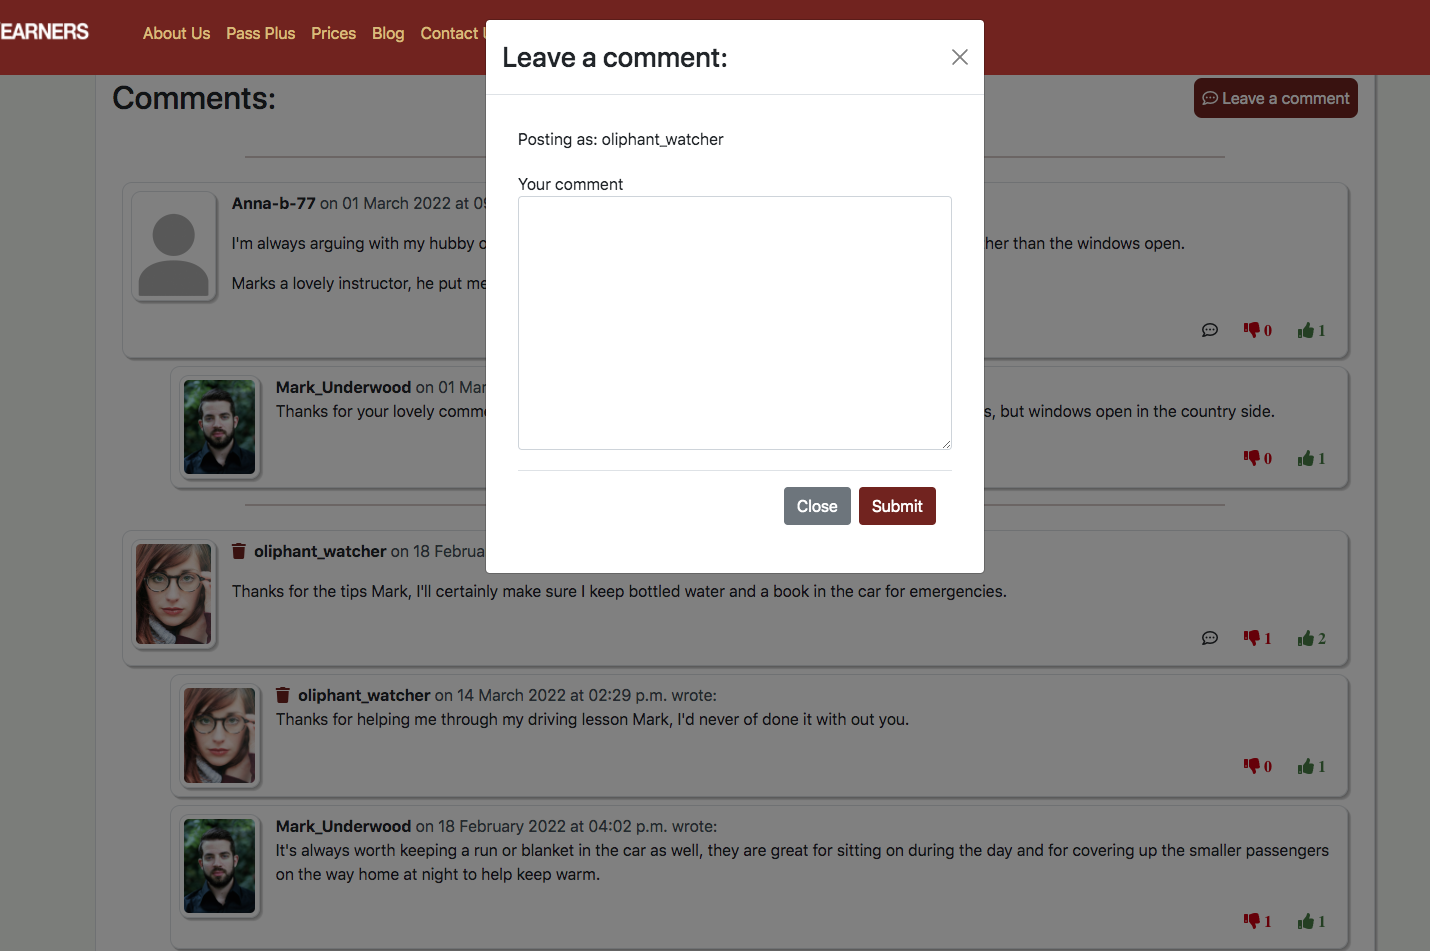 EARNERS
About Us Pass Plus Prices Blog Contact
Leave a comment:
Comments:
Leave a comment
Posting as: oliphant_watcher
Your comment
Anna-b-77 on 01 March 2022 at
I'm always arguing with my hubby than the windows open.
Marks a lovely instructor, he put me
0 1
Mark_Underwood on 01 Mar
Thanks for your lovely comme s, but windows open in the country side.
0 1
Close Submit
oliphant_watcher on 18 Februa
Thanks for the tips Mark, I'll certainly make sure I keep bottled water and a book in the car for emergencies.
1 2
oliphant_watcher on 14 March 2022 at 02:29 p.m. wrote:
Thanks for helping me through my driving lesson Mark, I'd never of done it with out you.
0 1
Mark_Underwood on 18 February 2022 at 04:02 p.m. wrote:
It's always worth keeping a run or blanket in the car as well, they are great for sitting on during the day and for covering up the smaller passengers
on the way home at night to help keep warm.
1 1